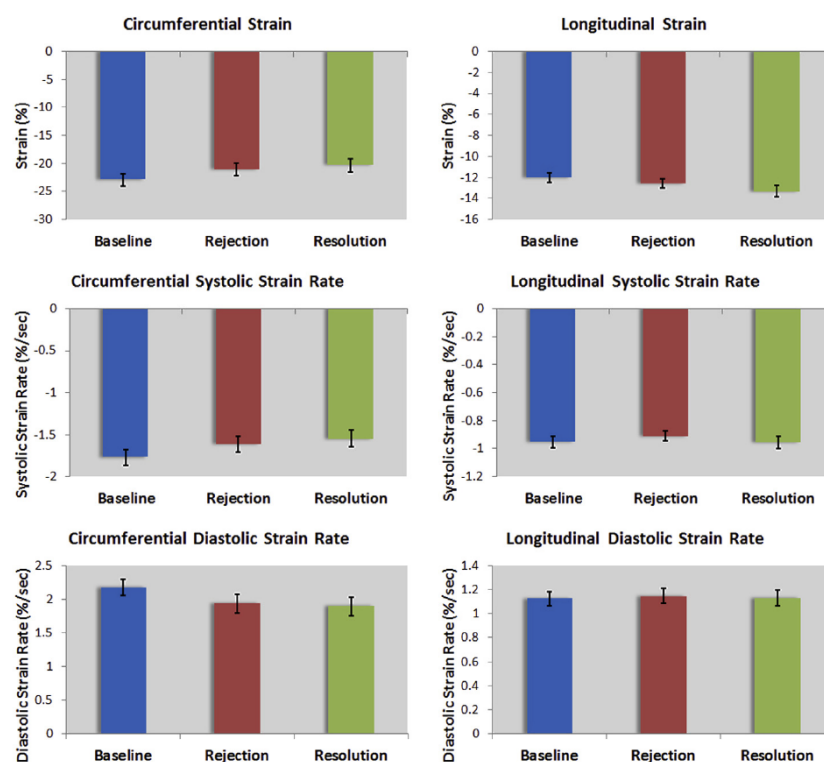 Circumferential Strain
Strain (%)
0
-5
-10
-15
-20
-25
-30
Baseline Rejection Resolution
Longitudinal Strain
Strain (%)
0
-2
-4
-6
-8
-10
-12
-14
-16
Baseline Rejection Resolution
Circumferential Systolic Strain Rate
Systolic Strain Rate (%/sec)
0
-0.5
-1
-1.5
-2
Baseline Rejection Resolution
Longitudinal Systolic Strain Rate
Systolic Strain Rate (%/sec)
0
-0.2
-0.4
-0.6
-0.8
-1
-1.2
Baseline Rejection Resolution
Circumferential Diastolic Strain Rate
Diastolic Strain Rate (%/sec)
2.5
2
1.5
1
0.5
0
Baseline Rejection Resolution
Longitudinal Diastolic Strain Rate
Diastolic Strain Rate (%/sec)
1.4
1.2
1
0.8
0.6
0.4
0.2
0
Baseline Rejection Resolution